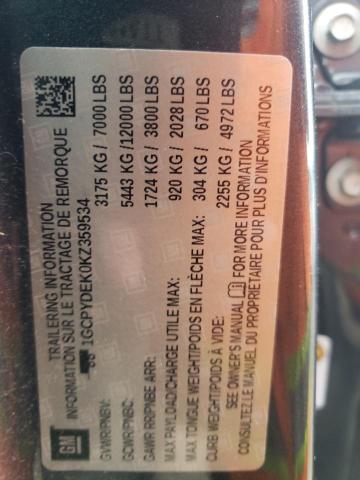 GM
TRAILERING INFORMATION
INFORMATION SUR LE TRACTAGE DE REMORQUE
1GCPYDEK0KZ359534
GVWR/PNBV: 3175 KG / 7000 LBS
GCWR/PNBC: 5443 KG / 12000 LBS
GAWR RR/PNBE ARR: 1724 KG / 3800 LBS
MAX PAYLOAD/CHARGE UTILE MAX: 920 KG / 2028 LBS
MAX TONGUE WEIGHT/POIDS EN FLÈCHE MAX: 304 KG / 670 LBS
CURB WEIGHT/POIDS À VIDE: 2255 KG / 4972 LBS
SEE OWNER'S MANUAL FOR MORE INFORMATION
CONSULTEZ LE MANUEL DU PROPRIÉTAIRE POUR PLUS D'INFORMATIONS